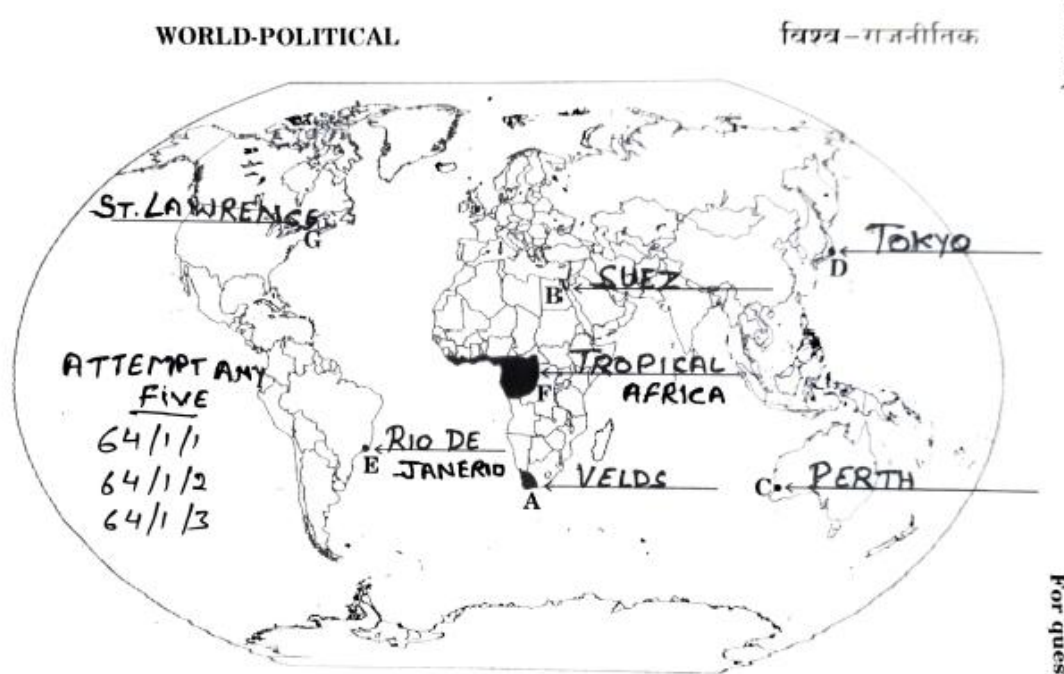 WORLD-POLITICAL
विश्व-राजनीतिक
ST. LAWRENCE
G
TOKYO
D
SUEZ
B
ATTEMPT ANY
FIVE
64/1/1
64/1/2
64/1/3
TROPICAL
AFRICA
F
RIO DE
JANERIO
E
VELDS
A
PERTH
C
For ques